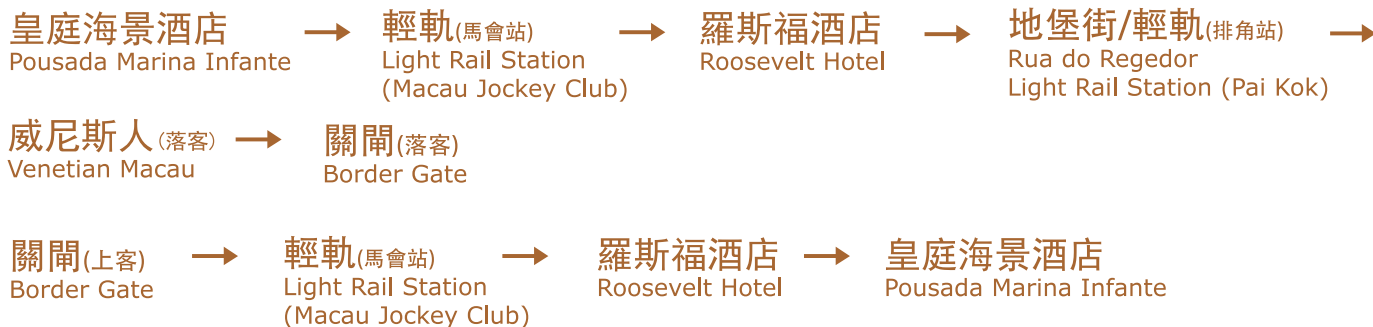 皇庭海景酒店 → 輕軌(馬會站) → 羅斯福酒店 → 地堡街/輕軌(排角站) →
Pousada Marina Infante Light Rail Station Roosevelt Hotel Rua do Regedor
(Macau Jockey Club) Light Rail Station (Pai Kok)
威尼斯人(落客) → 關閘(落客)
Venetian Macau Border Gate
關閘(上客) → 輕軌(馬會站) → 羅斯福酒店 → 皇庭海景酒店
Border Gate Light Rail Station Roosevelt Hotel Pousada Marina Infante
(Macau Jockey Club)